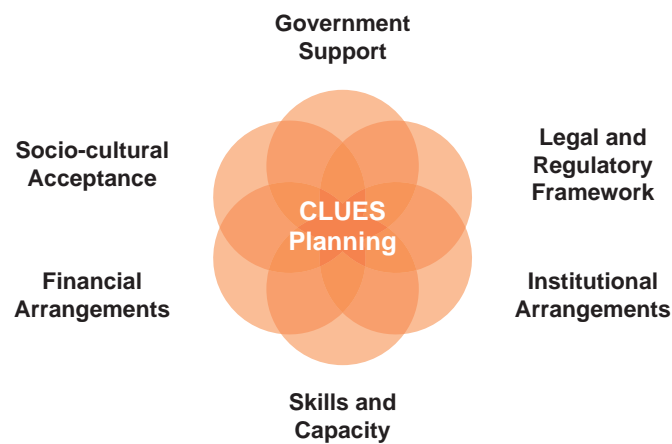 Government
Support
Socio-cultural
Acceptance
Legal and
Regulatory
Framework
CLUES
Planning
Financial
Arrangements
Institutional
Arrangements
Skills and
Capacity